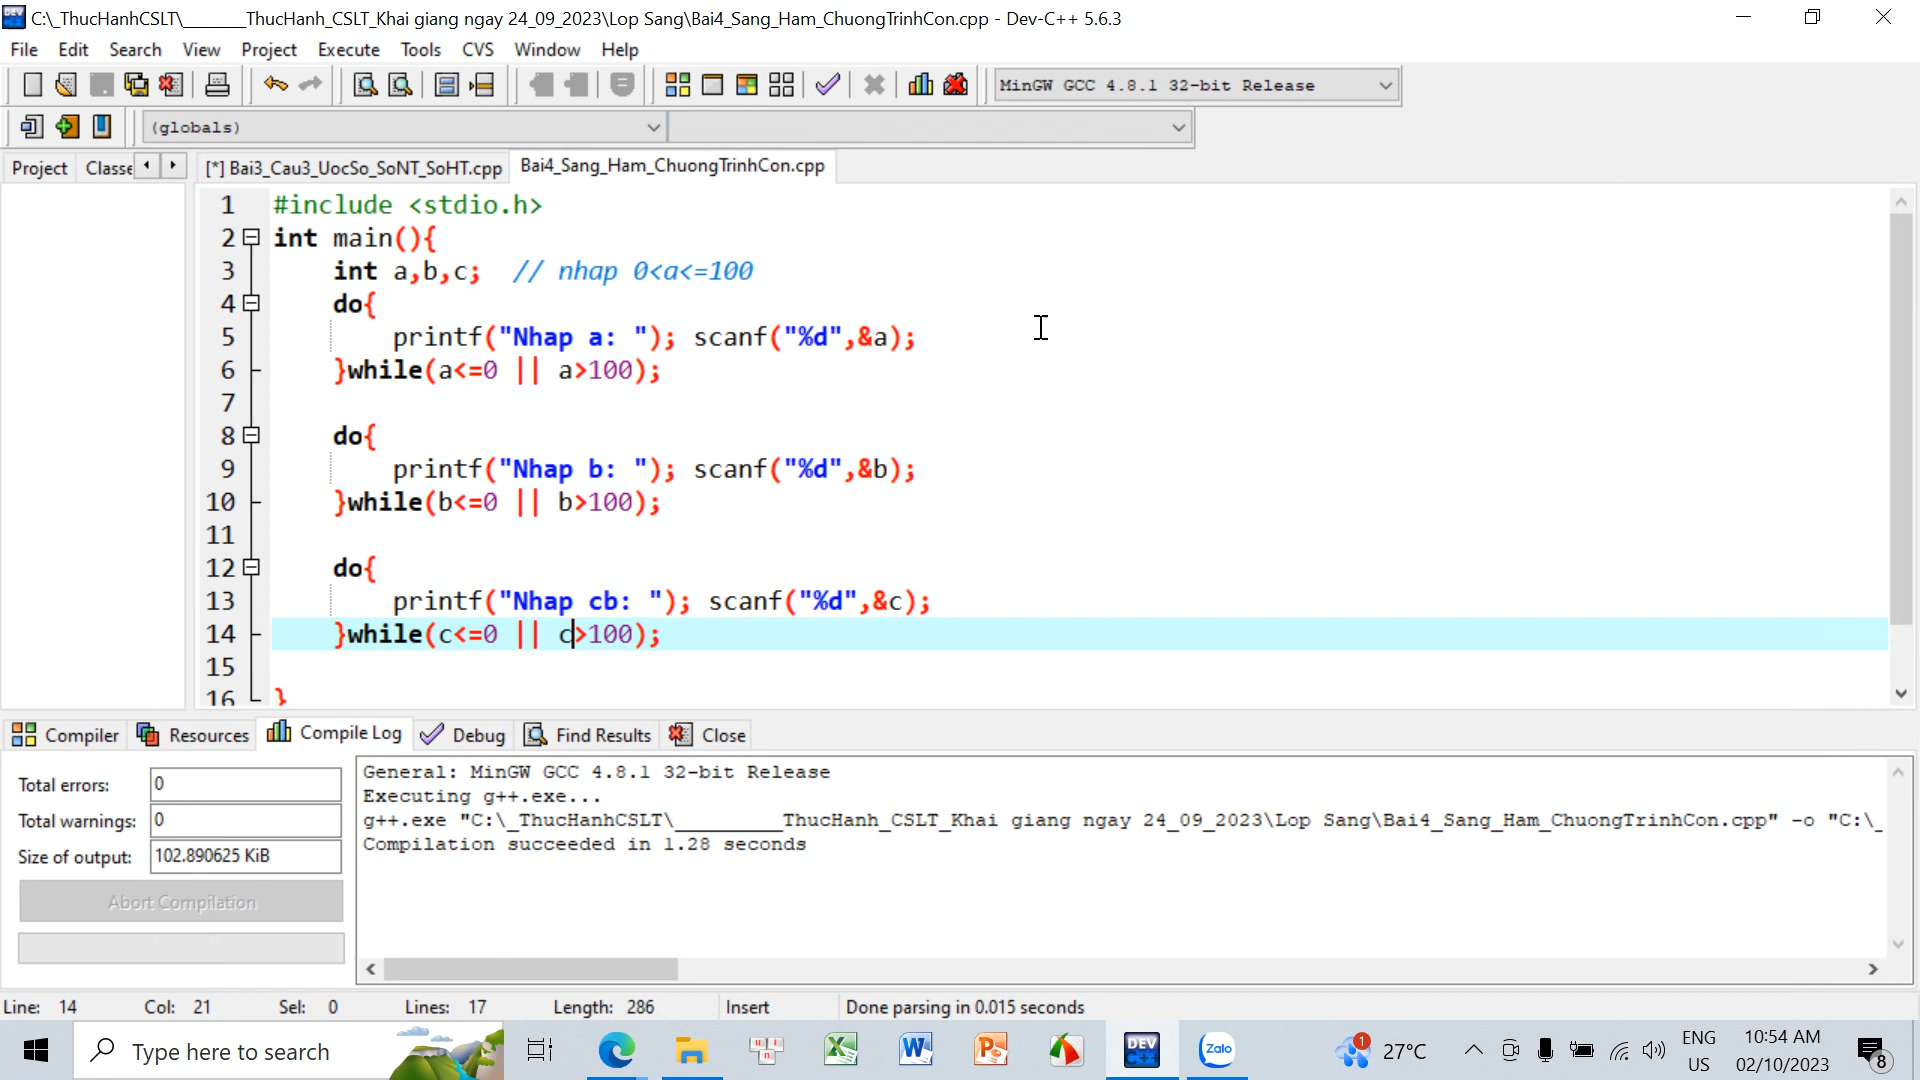 C:\_ThucHanhCSLT\_________ThucHanh_CSLT_Khai giang ngay 24_09_2023\Lop Sang\Bai4_Sang_Ham_ChuongTrinhCon.cpp - Dev-C++ 5.6.3
File Edit Search View Project Execute Tools CVS Window Help
MinGW GCC 4.8.1 32-bit Release
(globals)
Project Classe [*] Bai3_Cau3_UocSo_SoNT_SoHT.cpp Bai4_Sang_Ham_ChuongTrinhCon.cpp
1 #include <stdio.h>
2 int main(){
3 int a,b,c; // nhap 0<a<=100
4 do{
5 printf("Nhap a: "); scanf("%d",&a);
6 }while(a<=0 || a>100);
7
8 do{
9 printf("Nhap b: "); scanf("%d",&b);
10 }while(b<=0 || b>100);
11
12 do{
13 printf("Nhap cb: "); scanf("%d",&c);
14 }while(c<=0 || c>100);
15
16 }
Compiler Resources Compile Log Debug Find Results Close
Total errors: 0
Total warnings: 0
Size of output: 102.890625 KiB
Abort Compilation
General: MinGW GCC 4.8.1 32-bit Release
Executing g++.exe...
g++.exe "C:\_ThucHanhCSLT\_________ThucHanh_CSLT_Khai giang ngay 24_09_2023\Lop Sang\Bai4_Sang_Ham_ChuongTrinhCon.cpp" -o "C:\_
Compilation succeeded in 1.28 seconds
Line: 14 Col: 21 Sel: 0 Lines: 17 Length: 286 Insert Done parsing in 0.015 seconds
Type here to search
DEV C++
Zalo
1
27°C
ENG
US
10:54 AM
02/10/2023
8